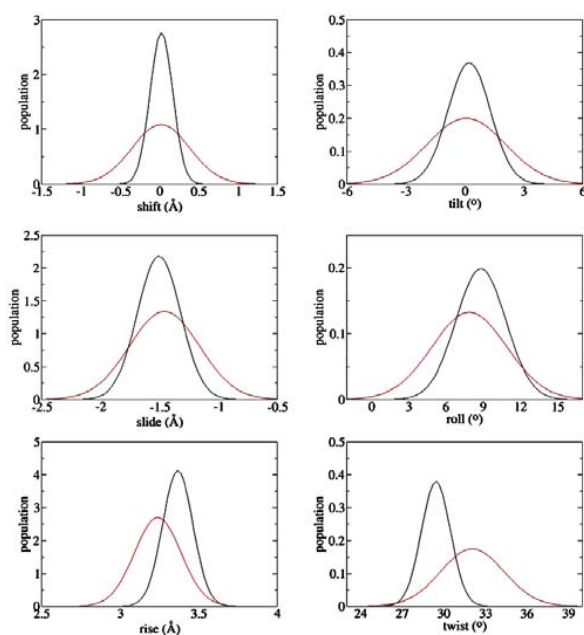 population
3
2
1
0
-1.5 -1 -0.5 0 0.5 1 1.5
shift (Å)
population
0.5
0.4
0.3
0.2
0.1
0
-6 -3 0 3 6
tilt (º)
population
2.5
2
1.5
1
0.5
0
-2.5 -2 -1.5 -1 -0.5
slide (Å)
population
0.2
0.1
0
0 3 6 9 12 15
roll (º)
population
5
4
3
2
1
0
2.5 3 3.5 4
rise (Å)
population
0.5
0.4
0.3
0.2
0.1
0
24 27 30 33 36 39
twist (º)